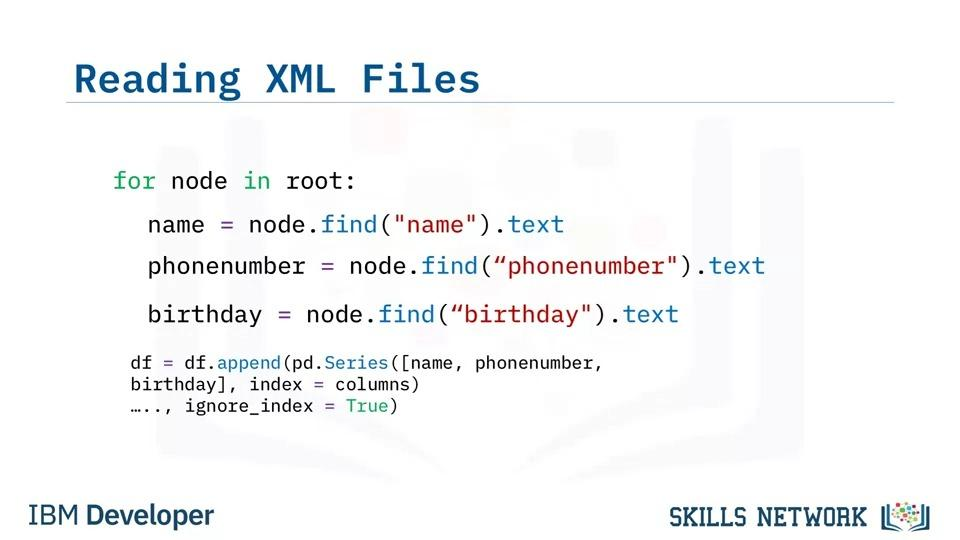 Reading XML Files
for node in root:
name = node.find("name").text
phonenumber = node.find(“phonenumber").text
birthday = node.find(“birthday").text
df = df.append(pd.Series([name, phonenumber,
birthday], index = columns)
….., ignore_index = True)
IBM Developer
SKILLS NETWORK